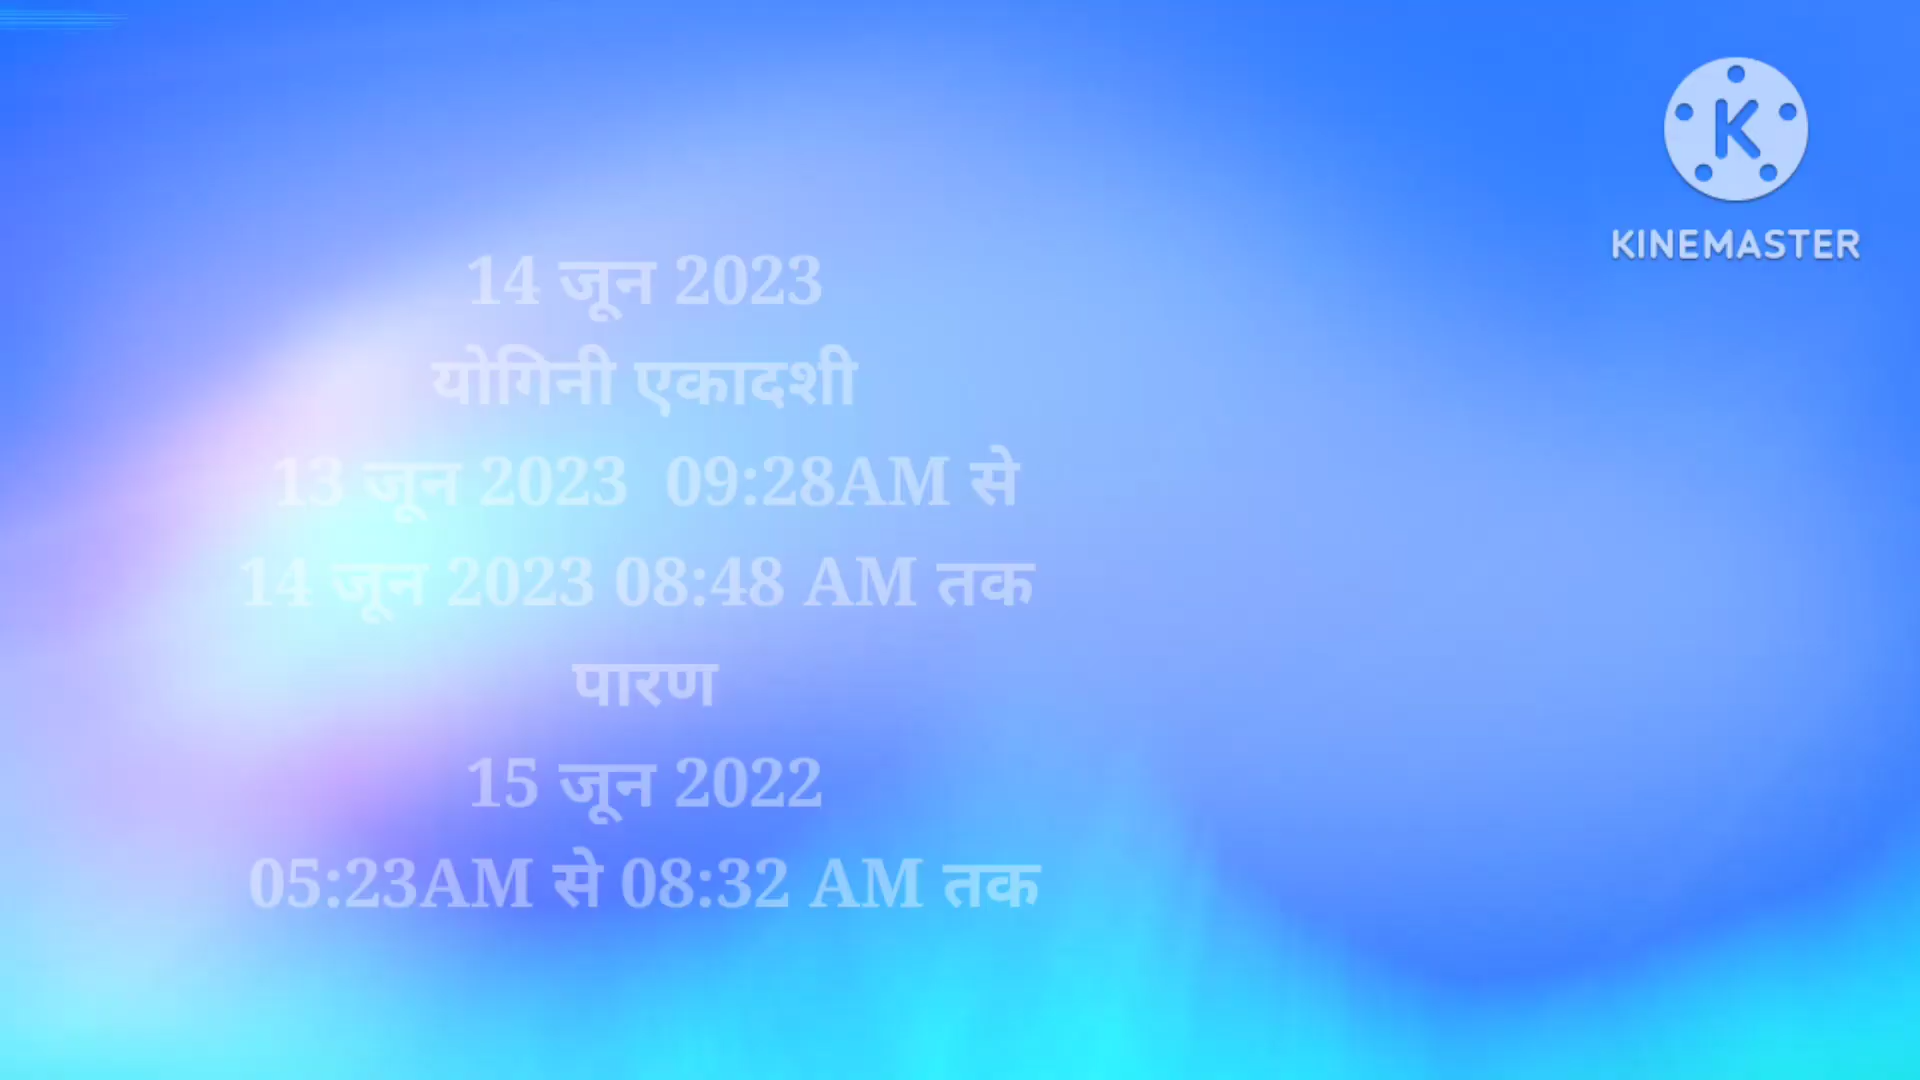 KINEMASTER
14 जून 2023
योगिनी एकादशी
13 जून 2023 09:28AM से
14 जून 2023 08:48 AM तक
पारण
15 जून 2022
05:23AM से 08:32 AM तक